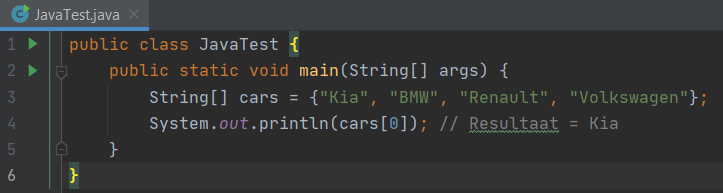 JavaTest.java
1 public class JavaTest {
2 public static void main(String[] args) {
3 String[] cars = {"Kia", "BMW", "Renault", "Volkswagen"};
4 System.out.println(cars[0]); // Resultaat = Kia
5 }
6 }